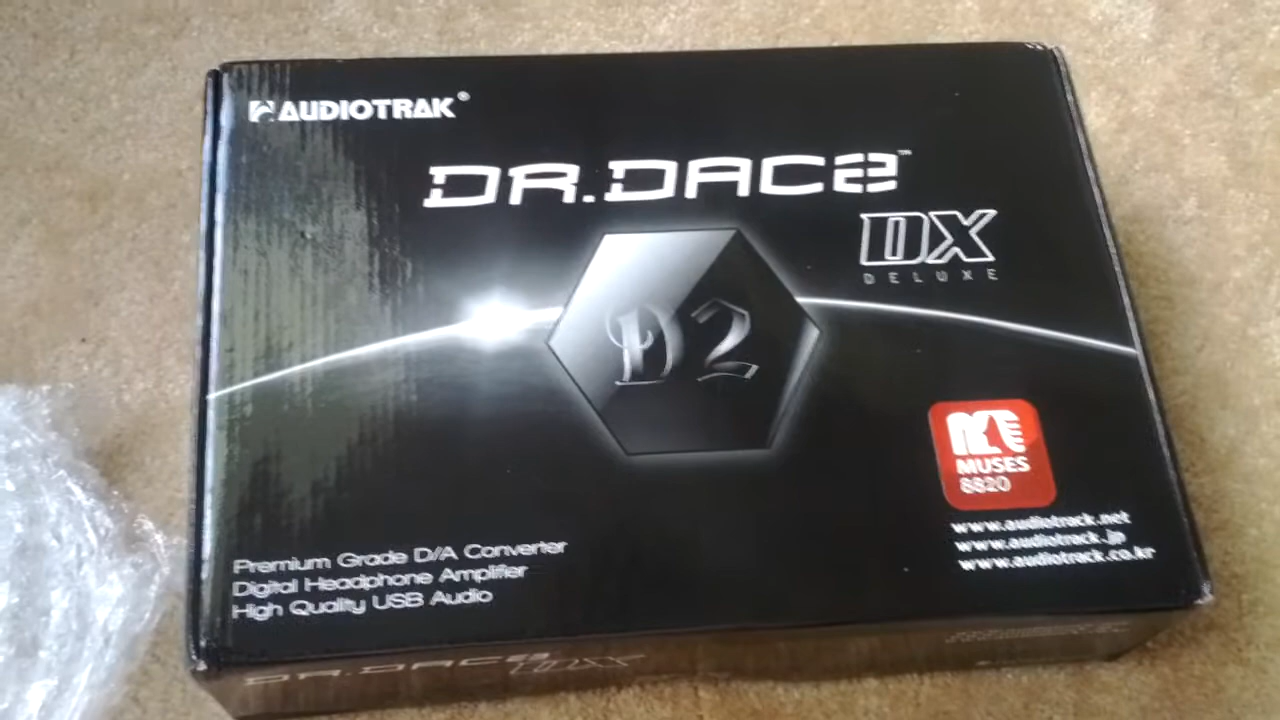 AUDIOTRAK®
DR.DAC2™
DX
DELUXE
D2
MUSES
8820
www.audiotrack.net
www.audiotrack.jp
www.audiotrack.co.kr
Premium Grade D/A Converter
Digital Headphone Amplifier
High Quality USB Audio
DR.DAC2 DX